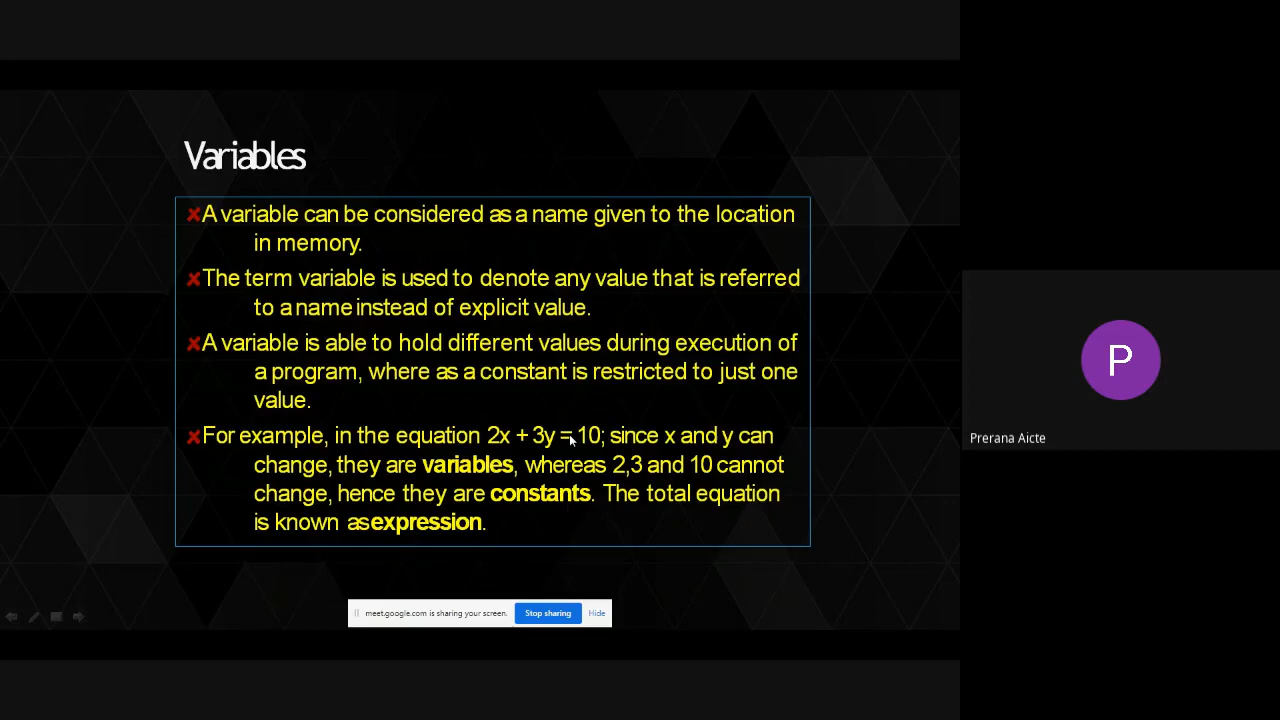 Variables
✘A variable can be considered as a name given to the location
in memory.
✘The term variable is used to denote any value that is referred
to a name instead of explicit value.
✘A variable is able to hold different values during execution of
a program, where as a constant is restricted to just one
value.
✘For example, in the equation 2x + 3y = 10; since x and y can
change, they are variables, whereas 2,3 and 10 cannot
change, hence they are constants. The total equation
is known asexpression.
P
Prerana Aicte
meet.google.com is sharing your screen. Stop sharing Hide